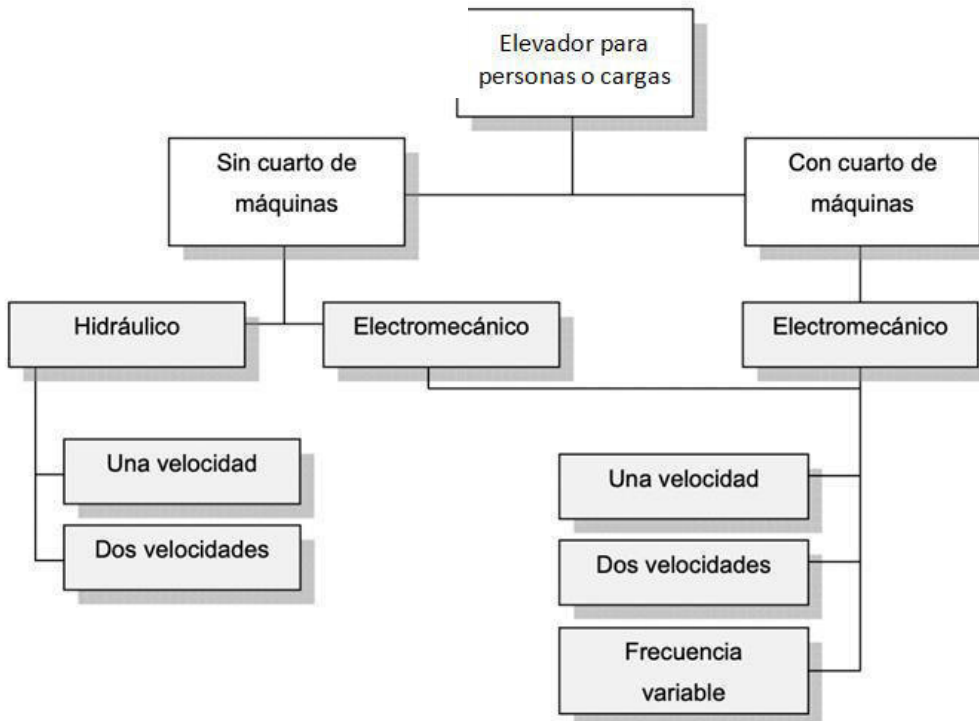 Elevador para
personas o cargas
Sin cuarto de
máquinas
Con cuarto de
máquinas
Hidráulico
Electromecánico
Electromecánico
Una velocidad
Dos velocidades
Una velocidad
Dos velocidades
Frecuencia
variable